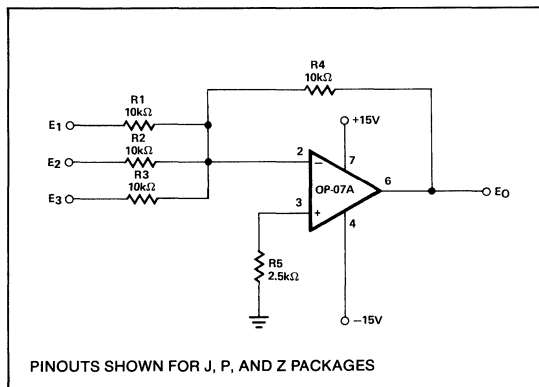 R4
10kΩ
R1
10kΩ
E1
+15V
R2
10kΩ
E2
2
−
7
R3
10kΩ
OP-07A
6
EO
E3
3
+
4
R5
2.5kΩ
−15V
PINOUTS SHOWN FOR J, P, AND Z PACKAGES